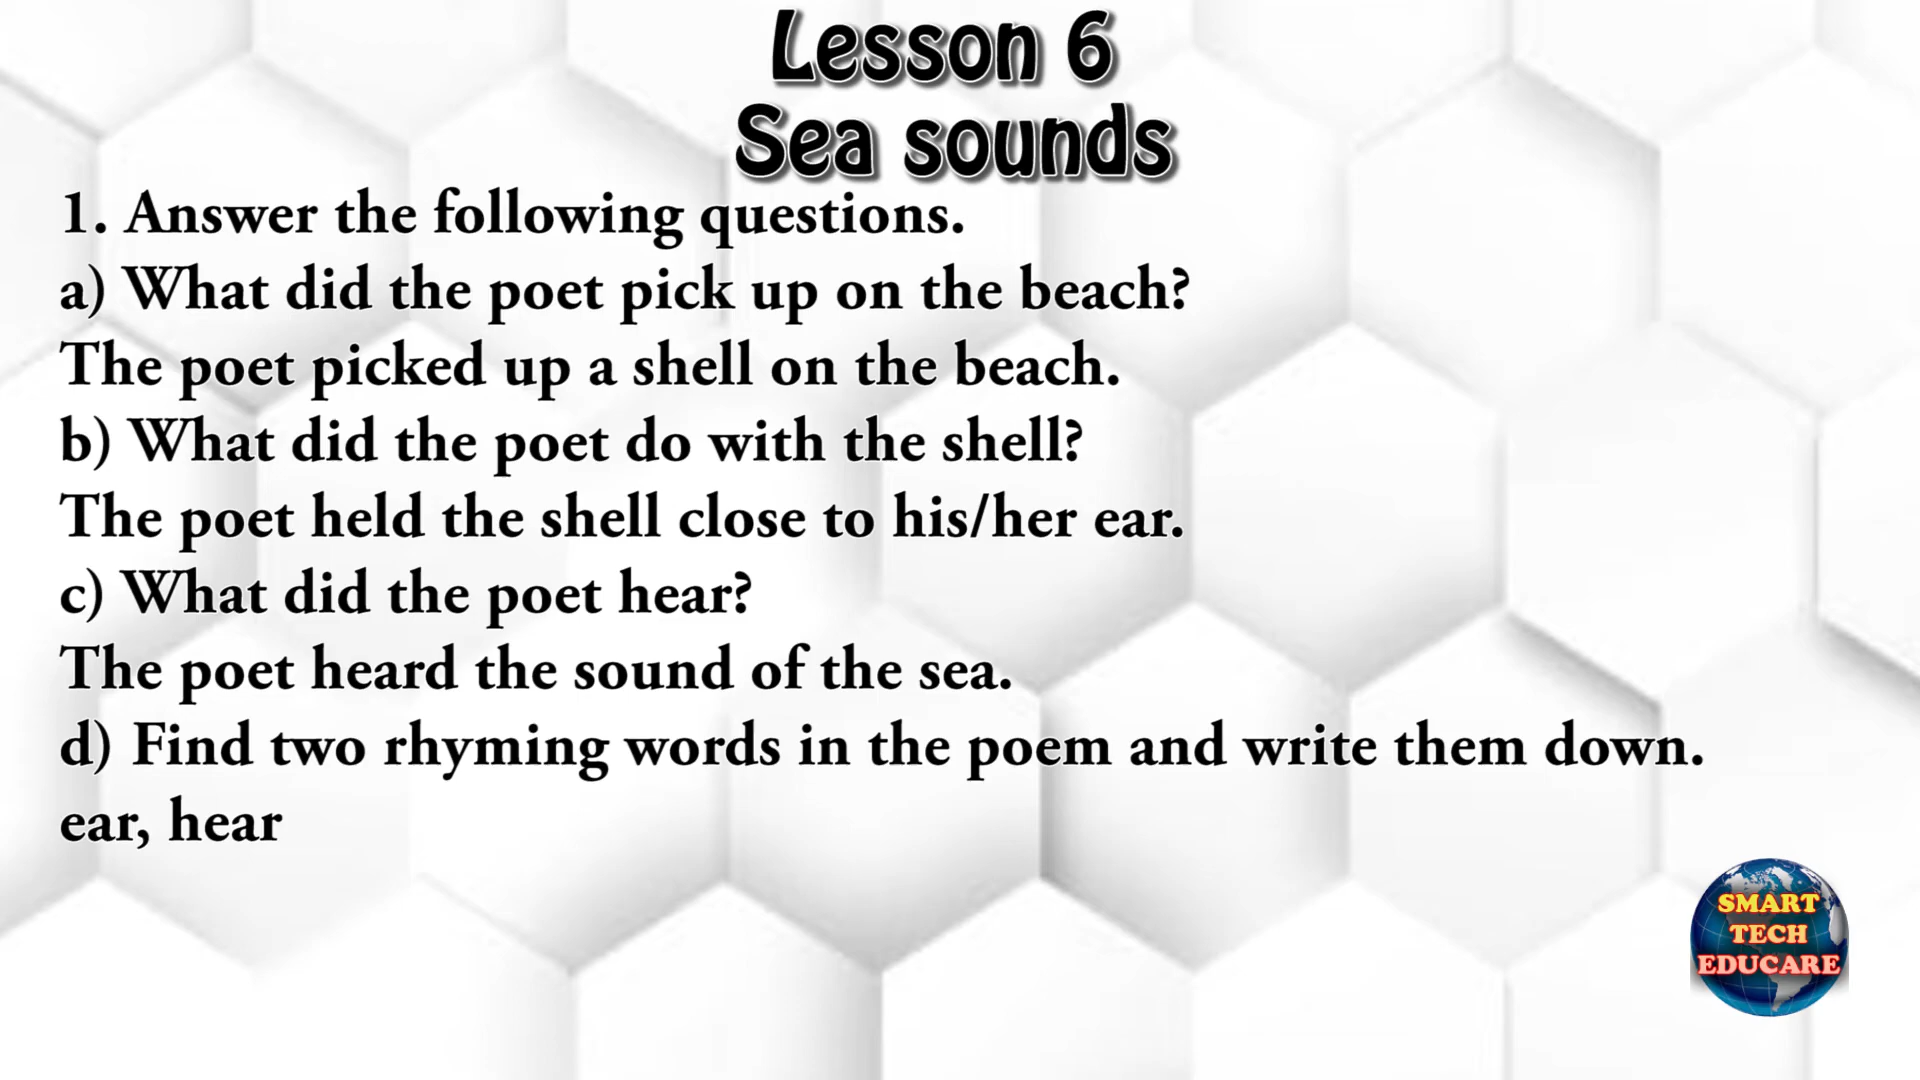 Lesson 6
Sea sounds
1. Answer the following questions.
a) What did the poet pick up on the beach?
The poet picked up a shell on the beach.
b) What did the poet do with the shell?
The poet held the shell close to his/her ear.
c) What did the poet hear?
The poet heard the sound of the sea.
d) Find two rhyming words in the poem and write them down.
ear, hear
SMART
TECH
EDUCARE